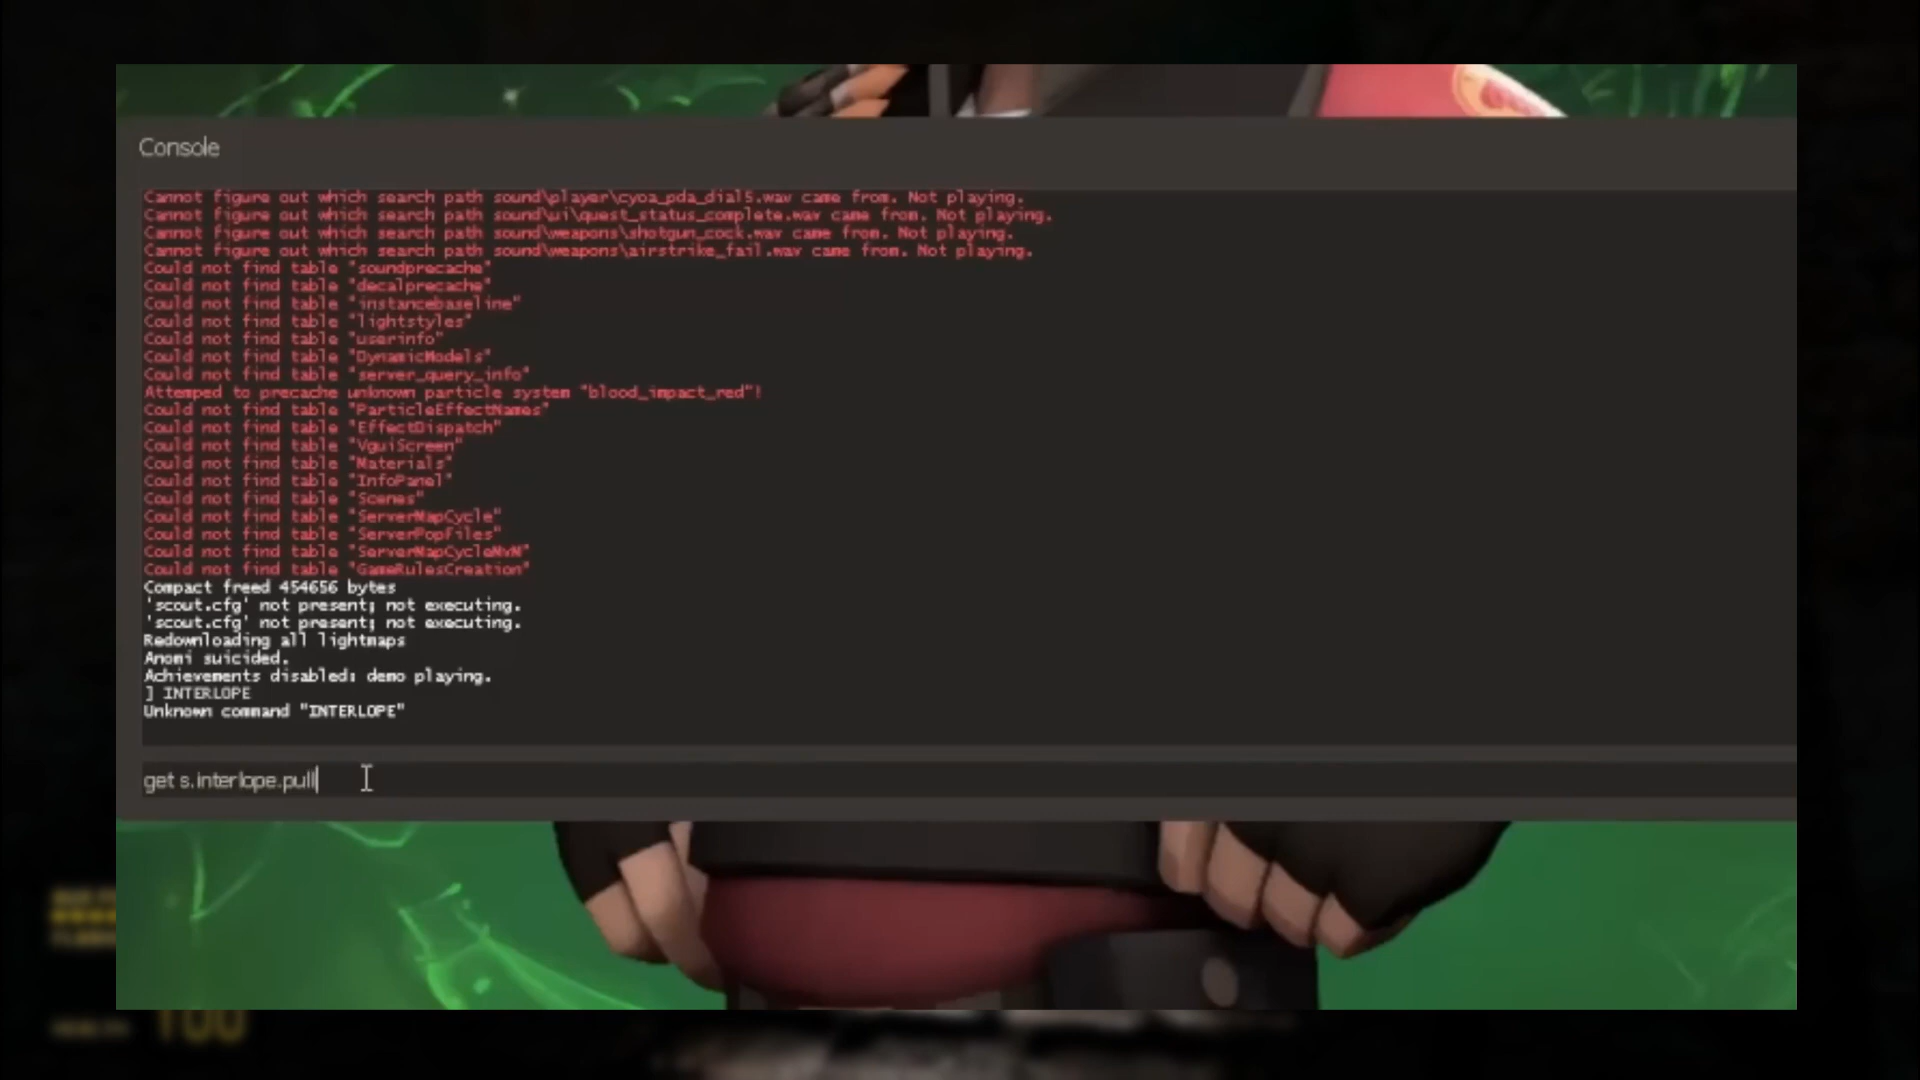 Console
Cannot figure out which search path sound\player\cyoa_pda_dial5.wav came from. Not playing.
Cannot figure out which search path sound\ui\quest_status_complete.wav came from. Not playing.
Cannot figure out which search path sound\weapons\shotgun_cock.wav came from. Not playing.
Cannot figure out which search path sound\weapons\airstrike_fail.wav came from. Not playing.
Could not find table "soundprecache"
Could not find table "decalprecache"
Could not find table "instancebaseline"
Could not find table "lightstyles"
Could not find table "userinfo"
Could not find table "DynamicModels"
Could not find table "server_query_info"
Attemped to precache unknown particle system "blood_impact_red"!
Could not find table "ParticleEffectNames"
Could not find table "EffectDispatch"
Could not find table "VguiScreen"
Could not find table "Materials"
Could not find table "InfoPanel"
Could not find table "Scenes"
Could not find table "ServerMapCycle"
Could not find table "ServerPopFiles"
Could not find table "ServerMapCycleMvM"
Could not find table "GameRulesCreation"
Compact freed 454656 bytes
'scout.cfg' not present; not executing.
'scout.cfg' not present; not executing.
Redownloading all lightmaps
Anomi suicided.
Achievements disabled: demo playing.
] INTERLOPE
Unknown command "INTERLOPE"
get s.interlope.pull
100